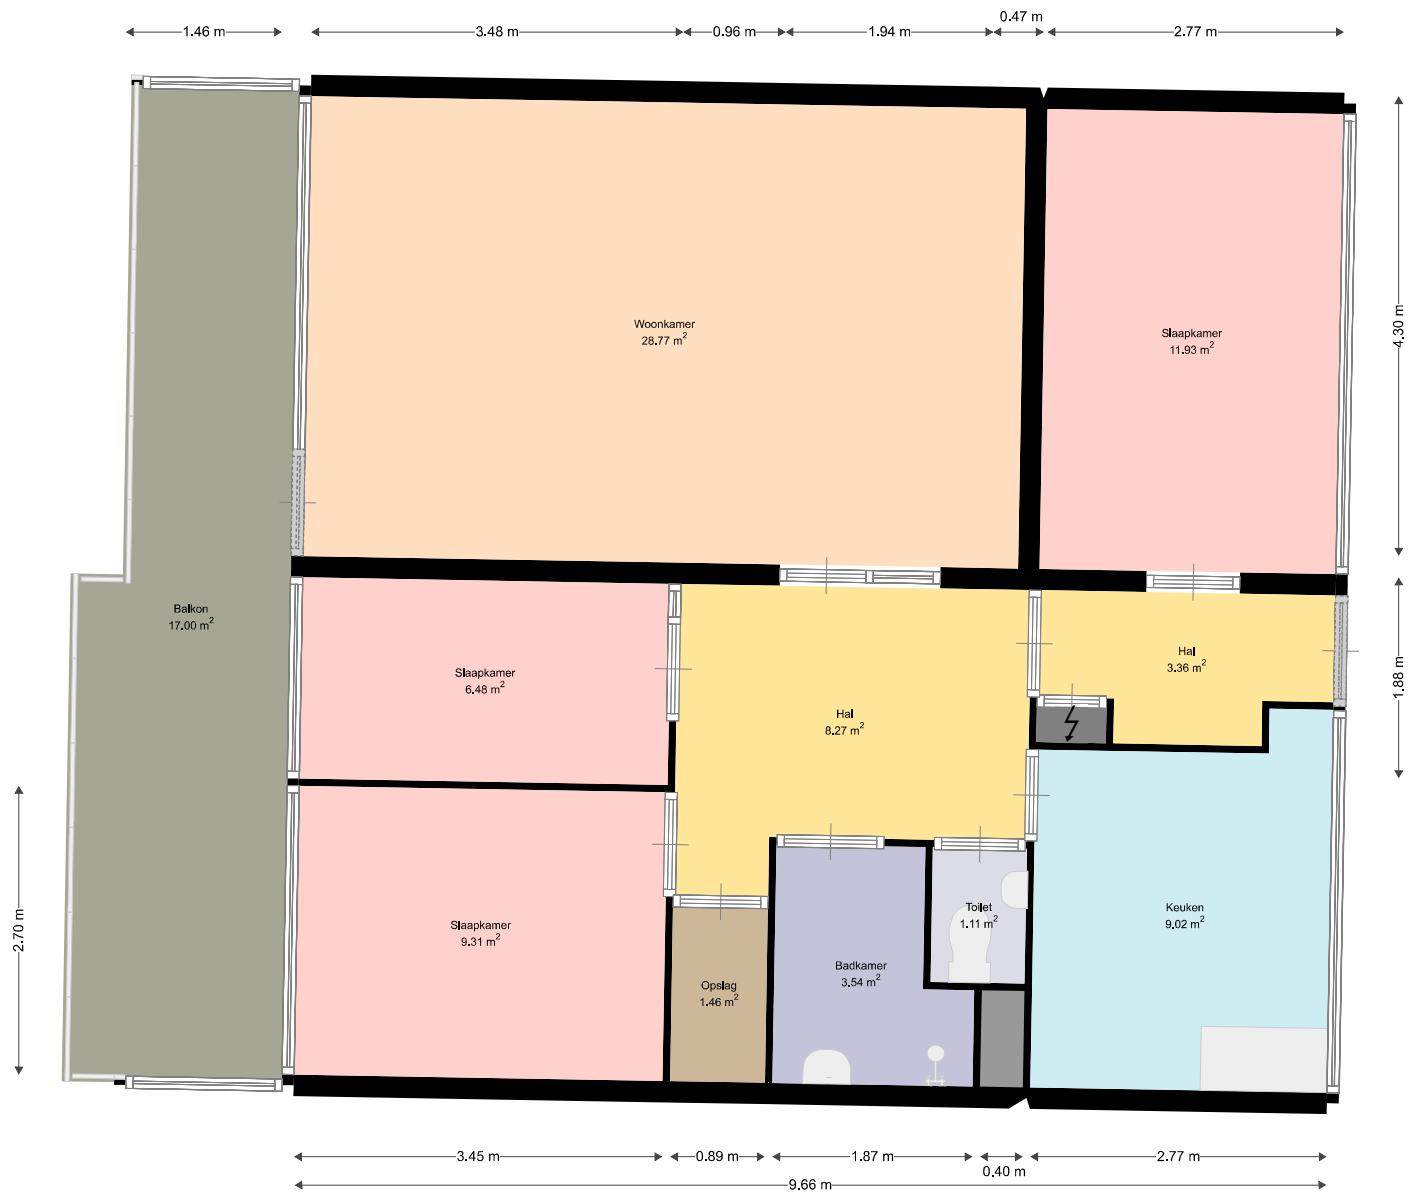 0.47 m
1.46 m
3.48 m
0.96 m
1.94 m
2.77 m
4.30 m
Woonkamer
28.77 m²
Slaapkamer
11.93 m²
Balkon
17.00 m²
Slaapkamer
6.48 m²
Hal
8.27 m²
Hal
3.36 m²
1.88 m
2.70 m
Slaapkamer
9.31 m²
Opslag
1.46 m²
Badkamer
3.54 m²
Toilet
1.11 m²
Keuken
9.02 m²
3.45 m
0.89 m
1.87 m
0.40 m
2.77 m
9.66 m